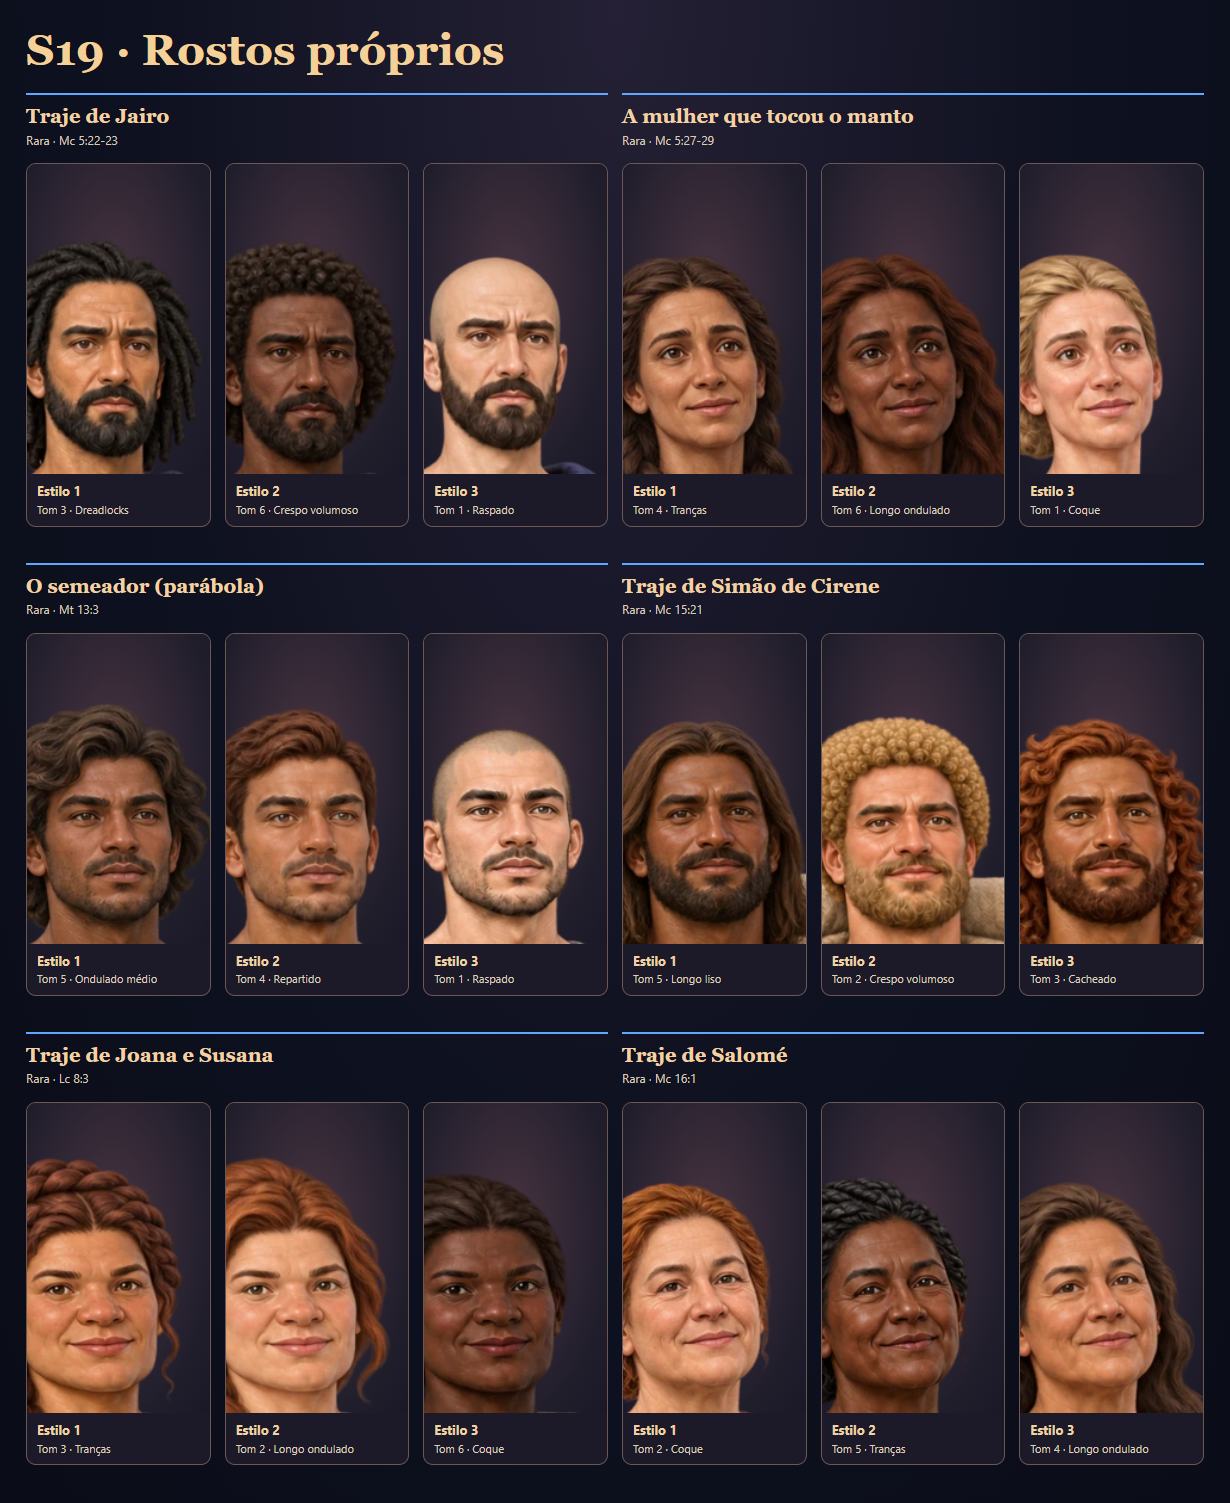 S19 · Rostos próprios
Traje de Jairo
Rara · Mc 5:22-23
Estilo 1
Tom 3 · Dreadlocks
Estilo 2
Tom 6 · Crespo volumoso
Estilo 3
Tom 1 · Raspado
A mulher que tocou o manto
Rara · Mc 5:27-29
Estilo 1
Tom 4 · Tranças
Estilo 2
Tom 6 · Longo ondulado
Estilo 3
Tom 1 · Coque
O semeador (parábola)
Rara · Mt 13:3
Estilo 1
Tom 5 · Ondulado médio
Estilo 2
Tom 4 · Repartido
Estilo 3
Tom 1 · Raspado
Traje de Simão de Cirene
Rara · Mc 15:21
Estilo 1
Tom 5 · Longo liso
Estilo 2
Tom 2 · Crespo volumoso
Estilo 3
Tom 3 · Cacheado
Traje de Joana e Susana
Rara · Lc 8:3
Estilo 1
Tom 3 · Tranças
Estilo 2
Tom 2 · Longo ondulado
Estilo 3
Tom 6 · Coque
Traje de Salomé
Rara · Mc 16:1
Estilo 1
Tom 2 · Coque
Estilo 2
Tom 5 · Tranças
Estilo 3
Tom 4 · Longo ondulado